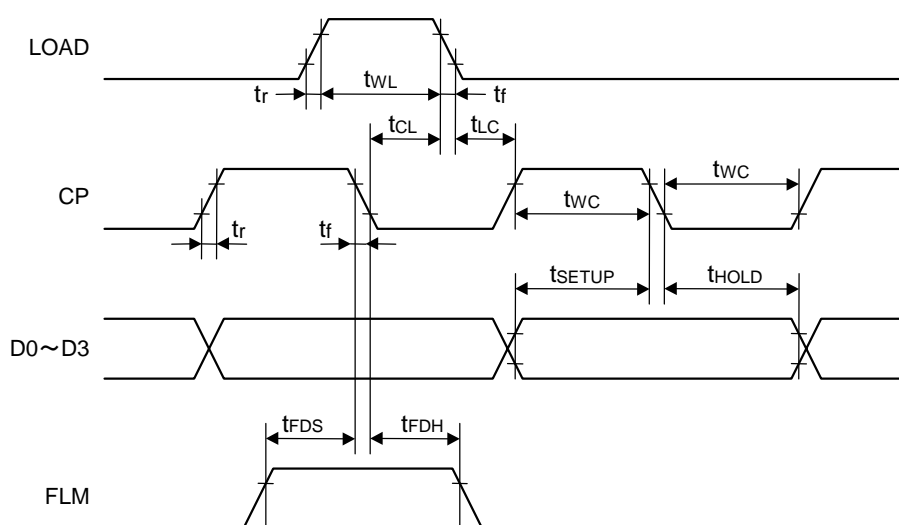 LOAD
tr
tWL
tf
tCL
tLC
CP
tr
tf
tWC
tWC
tSETUP
tHOLD
D0～D3
tFDS
tFDH
FLM